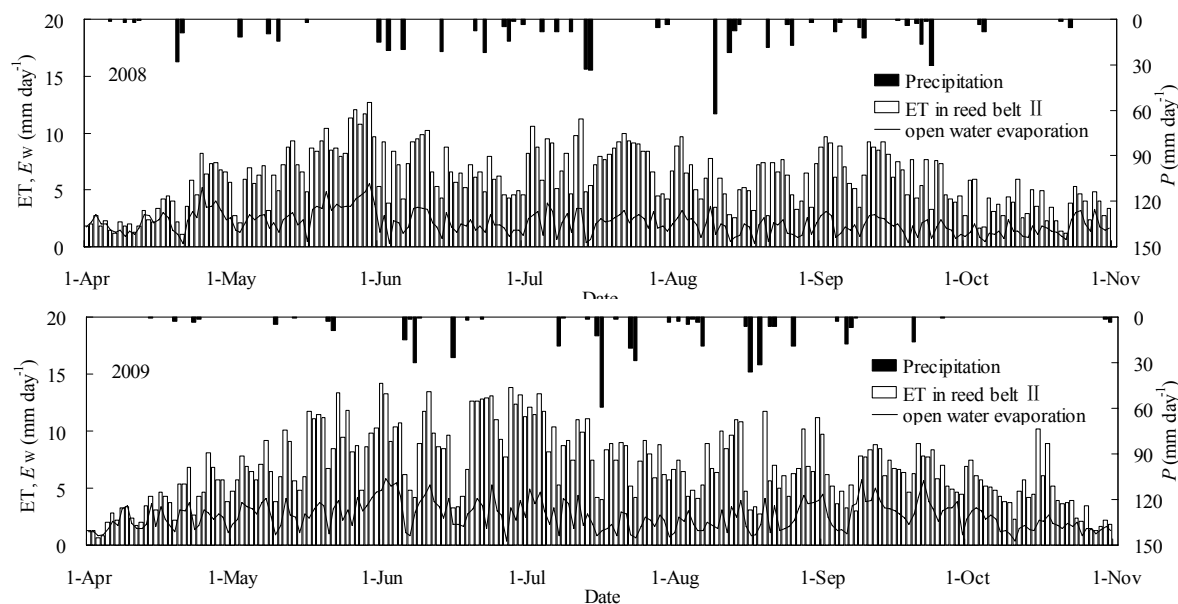 20
15
10
5
0
ET, E w (mm day-1)
2008
Precipitation
ET in reed belt II
open water evaporation
0
30
60
90
120
150
P (mm day-1)
1-Apr 1-May 1-Jun 1-Jul 1-Aug 1-Sep 1-Oct 1-Nov
Date
20
15
10
5
0
ET, E w (mm day-1)
2009
Precipitation
ET in reed belt II
open water evaporation
0
30
60
90
120
150
P (mm day-1)
1-Apr 1-May 1-Jun 1-Jul 1-Aug 1-Sep 1-Oct 1-Nov
Date